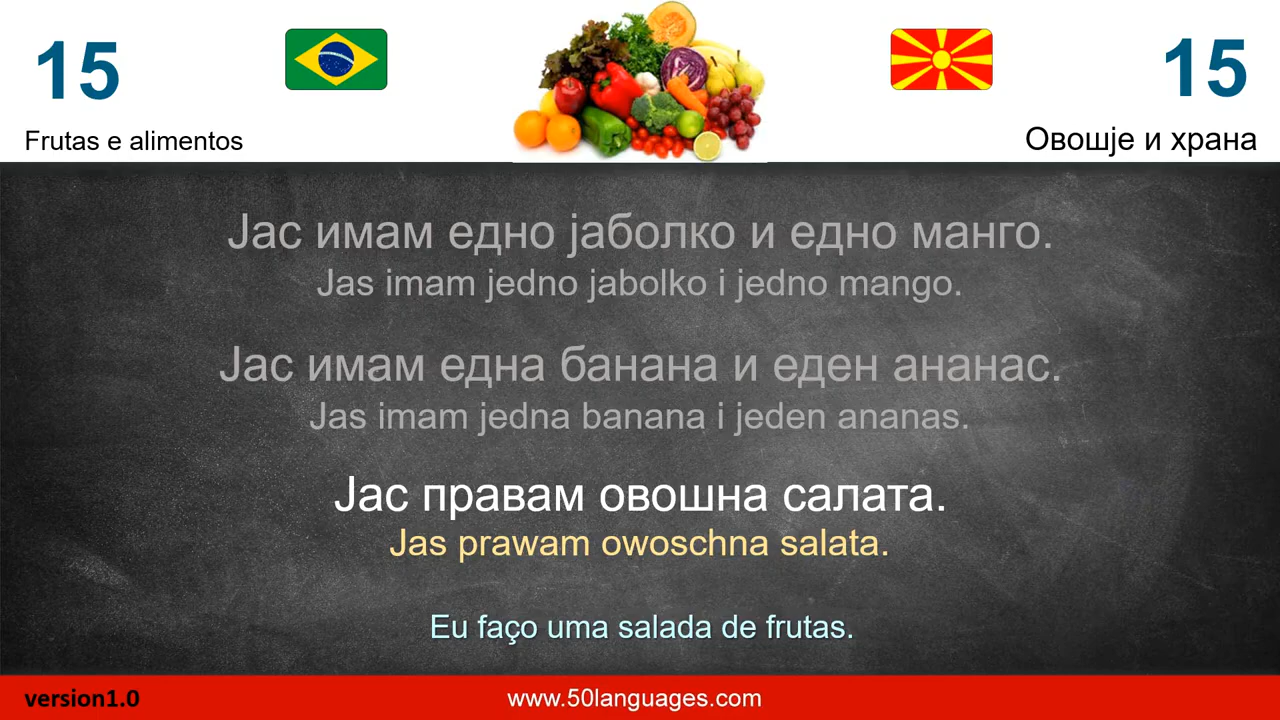 15
15
Frutas e alimentos
Овошје и храна
Јас имам едно јаболко и едно манго.
Jas imam jedno jabolko i jedno mango.
Јас имам една банана и еден ананас.
Jas imam jedna banana i jeden ananas.
Јас правам овошна салата.
Jas prawam owoschna salata.
Eu faço uma salada de frutas.
version1.0
www.50languages.com